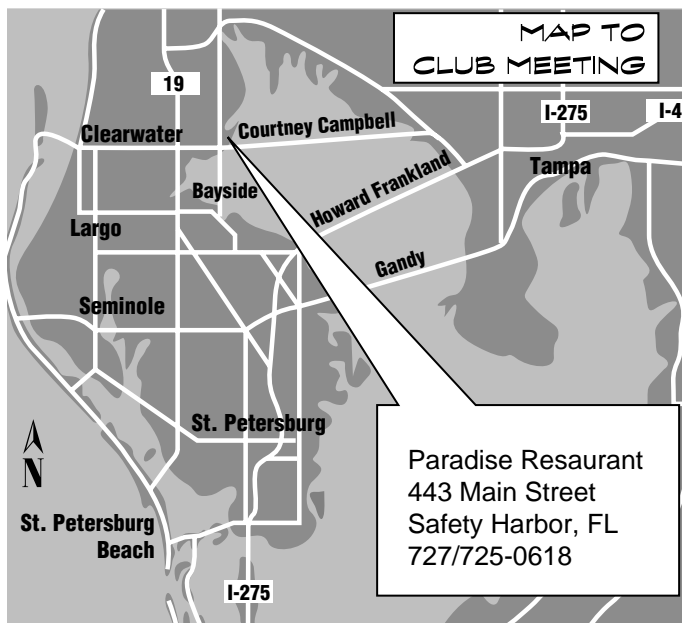 MAP TO
CLUB MEETING
19
I-275
I-4
Clearwater
Courtney Campbell
Tampa
Bayside
Howard Frankland
Largo
Gandy
Seminole
St. Petersburg
N
Paradise Resaurant
443 Main Street
Safety Harbor, FL
727/725-0618
St. Petersburg
Beach
I-275